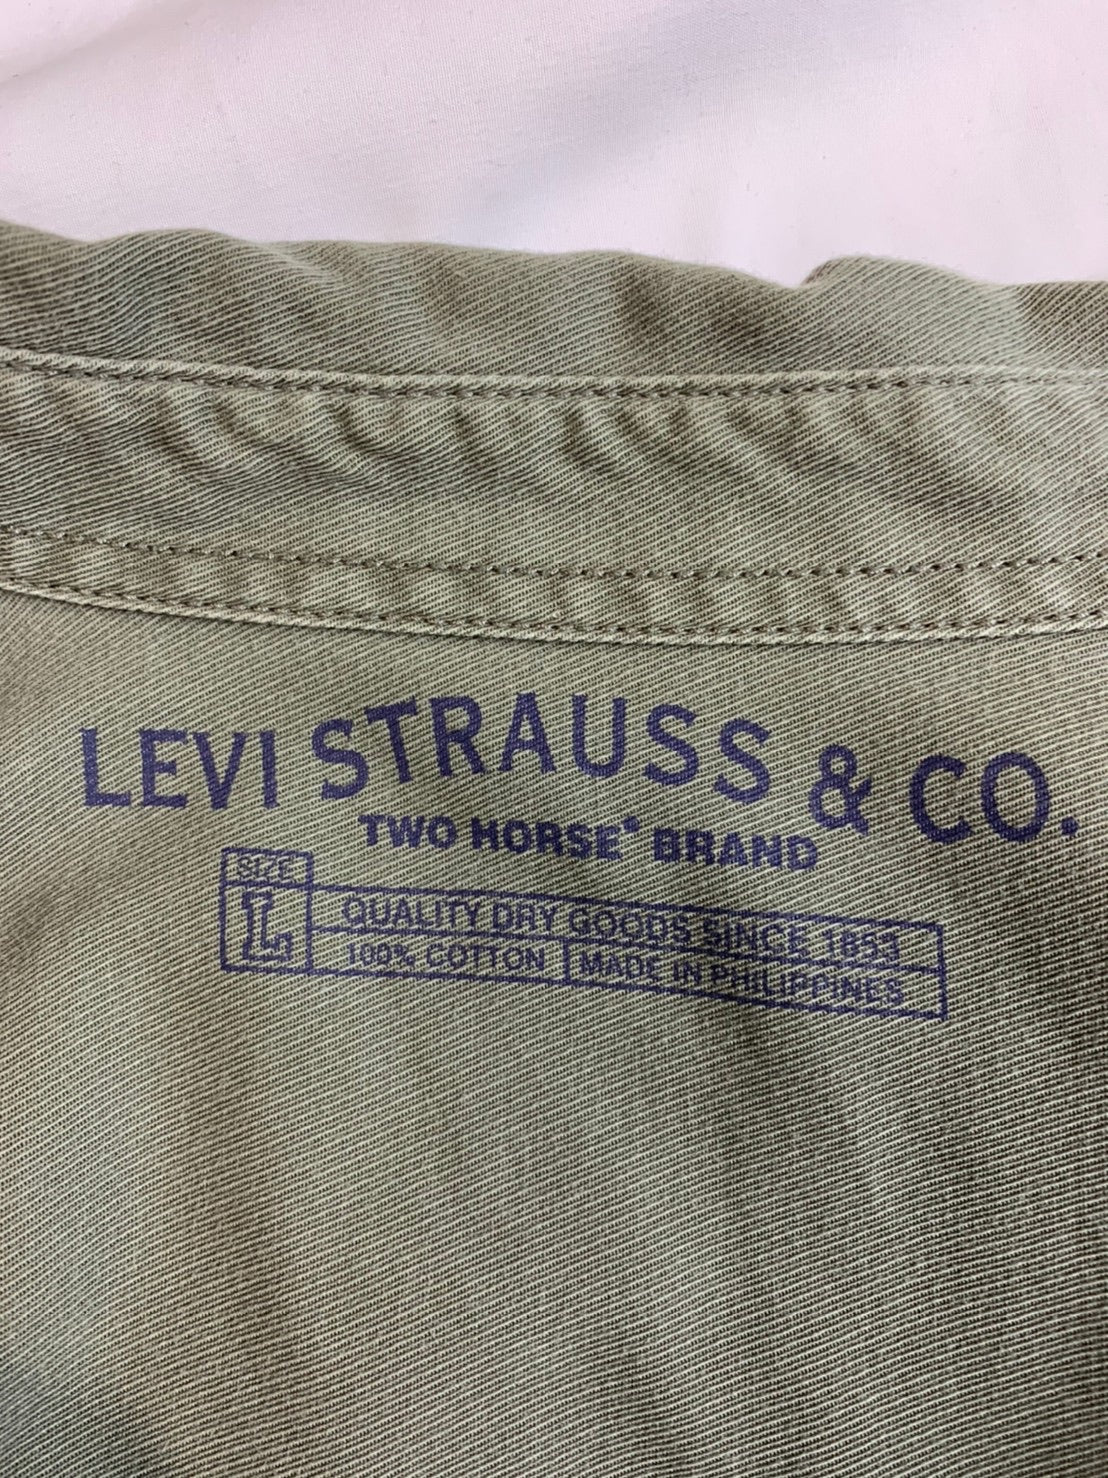 LEVI STRAUSS & CO.
TWO HORSE® BRAND
SIZE
L
QUALITY DRY GOODS SINCE 1853
100% COTTON
MADE IN PHILIPPINES